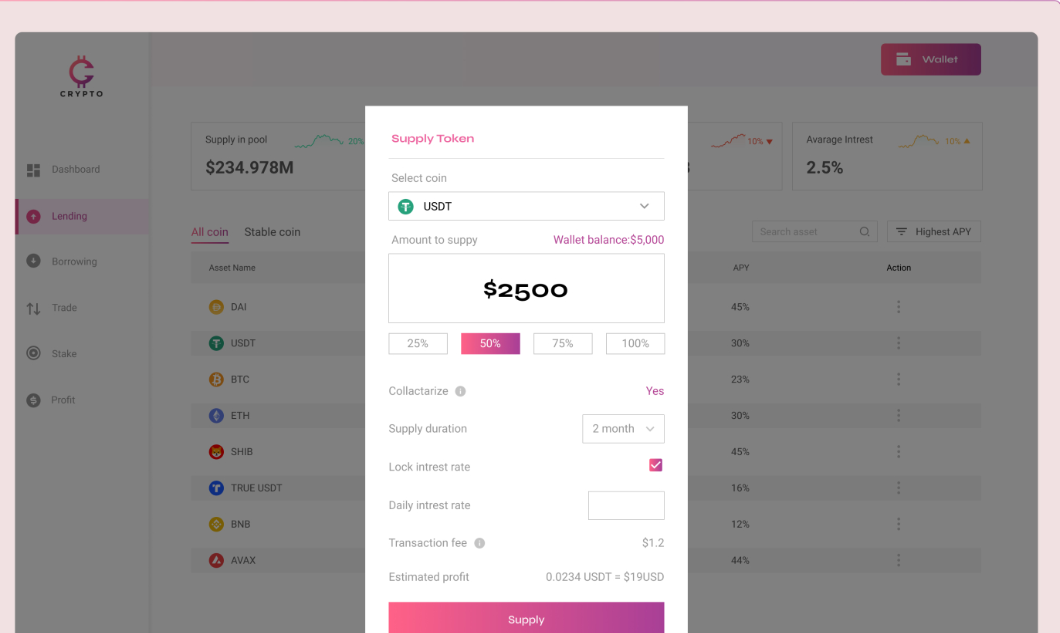 CRYPTO
Wallet
Supply in pool 20%
$234.978M
10%
Avarage Intrest 10%
2.5%
Dashboard
Lending
Borrowing
Trade
Stake
Profit
All coin Stable coin
Search asset
Highest APY
Asset Name APY Action
DAI 45%
USDT 30%
BTC 23%
ETH 30%
SHIB 45%
TRUE USDT 16%
BNB 12%
AVAX 44%
Supply Token
Select coin
USDT
Amount to suppy Wallet balance:$5,000
$2500
25% 50% 75% 100%
Collactarize Yes
Supply duration 2 month
Lock intrest rate
Daily intrest rate
Transaction fee $1.2
Estimated profit 0.0234 USDT = $19USD
Supply